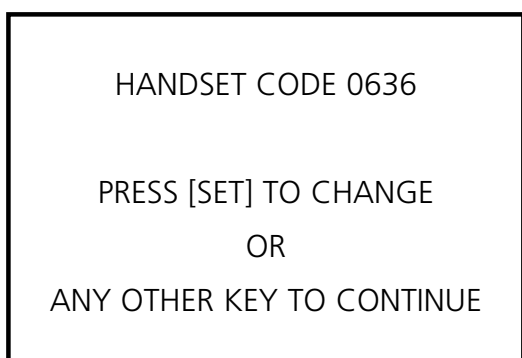 HANDSET CODE 0636
PRESS [SET] TO CHANGE
OR
ANY OTHER KEY TO CONTINUE